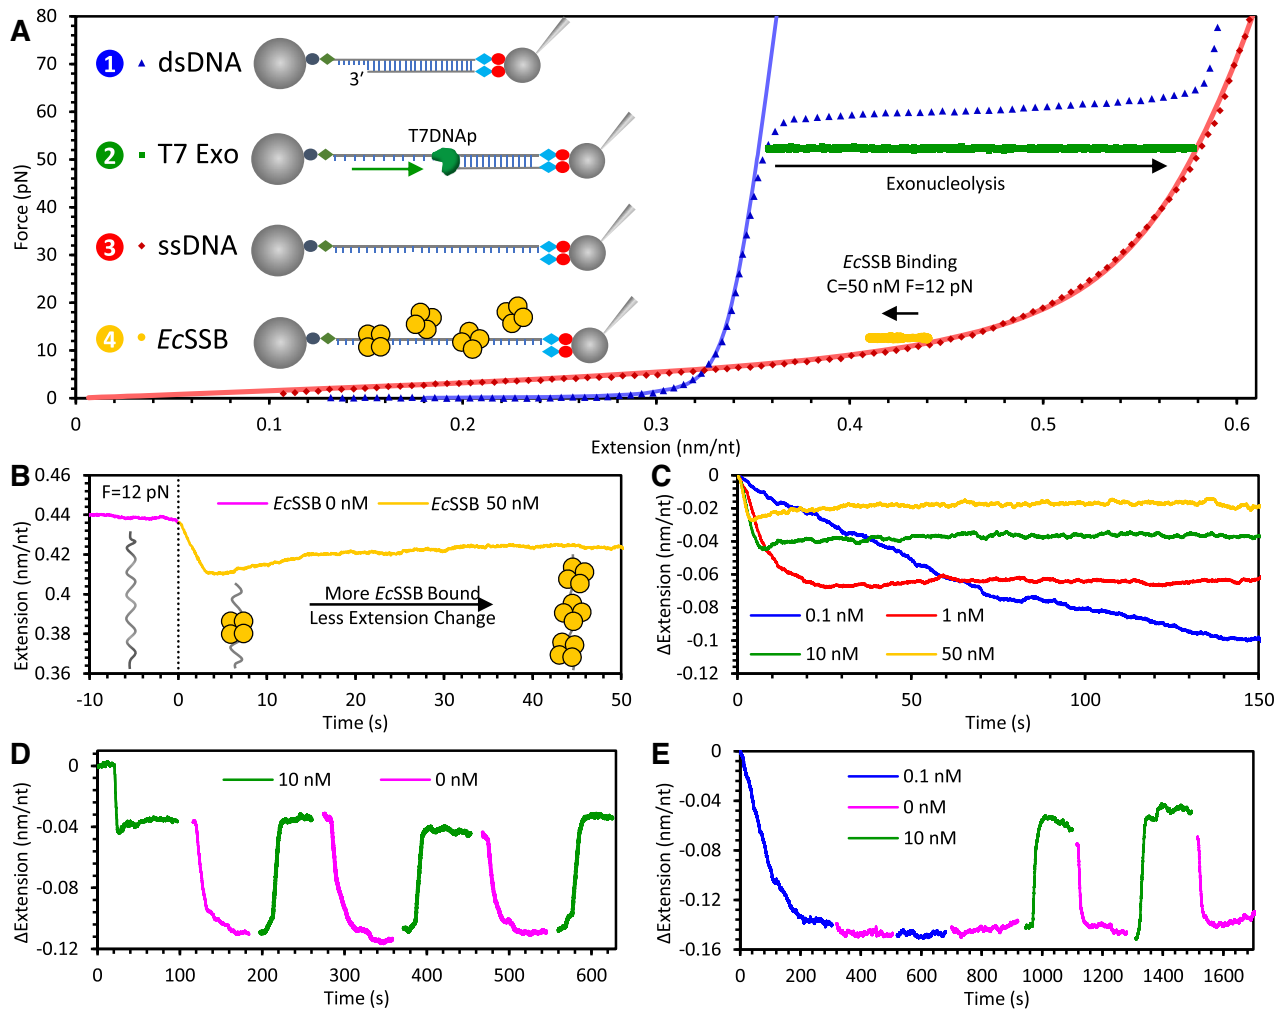 A
80
70
60
50
40
30
20
10
0
Force (pN)
1 dsDNA
3′
2 T7 Exo
T7DNAp
3 ssDNA
4 EcSSB
Exonucleolysis
EcSSB Binding
C=50 nM F=12 pN
0 0.1 0.2 0.3 0.4 0.5 0.6
Extension (nm/nt)
B
0.46
0.44
0.42
0.4
0.38
0.36
Extension (nm/nt)
F=12 pN
EcSSB 0 nM EcSSB 50 nM
More EcSSB Bound
Less Extension Change
-10 0 10 20 30 40 50
Time (s)
C
0
-0.02
-0.04
-0.06
-0.08
-0.1
-0.12
ΔExtension (nm/nt)
0.1 nM 1 nM
10 nM 50 nM
0 50 100 150
Time (s)
D
0
-0.04
-0.08
-0.12
ΔExtension (nm/nt)
10 nM 0 nM
0 100 200 300 400 500 600
Time (s)
E
0
-0.04
-0.08
-0.12
-0.16
ΔExtension (nm/nt)
0.1 nM
0 nM
10 nM
0 200 400 600 800 1000 1200 1400 1600
Time (s)